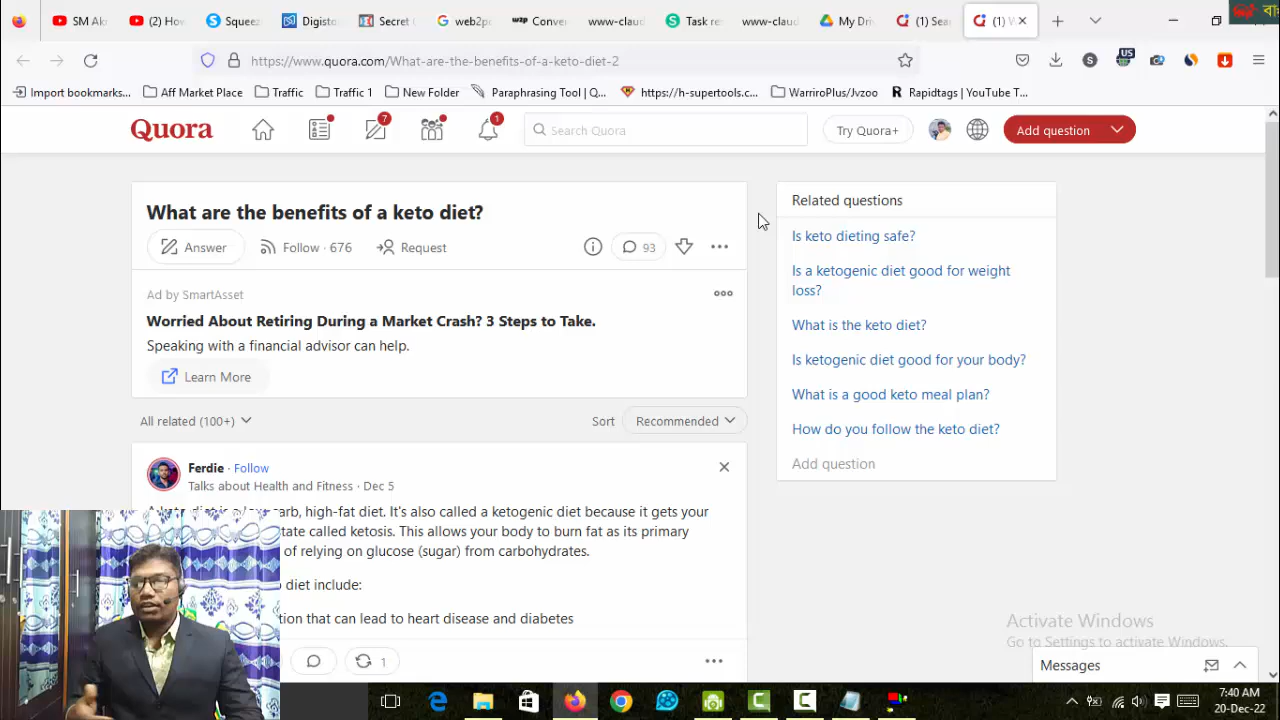 SM Ak
(2) How
Squeez
Digisto
Secret
web2po
Conver
www-clau
Task re
www-clau
My Driv
(1) Sear
(1) W
বাং
https://www.quora.com/What-are-the-benefits-of-a-keto-diet-2
US
Import bookmarks...
Aff Market Place
Traffic
Traffic 1
New Folder
Paraphrasing Tool | Q...
https://h-supertools.c...
WarriroPlus/Jvzoo
Rapidtags | YouTube T...
Quora
7
1
Search Quora
Try Quora+
Add question
What are the benefits of a keto diet?
Answer
Follow · 676
Request
93
Ad by SmartAsset
Worried About Retiring During a Market Crash? 3 Steps to Take.
Speaking with a financial advisor can help.
Learn More
All related (100+)
Sort
Recommended
Ferdie · Follow
Talks about Health and Fitness · Dec 5
carb, high-fat diet. It's also called a ketogenic diet because it gets your
tate called ketosis. This allows your body to burn fat as its primary
of relying on glucose (sugar) from carbohydrates.
diet include:
tion that can lead to heart disease and diabetes
1
Related questions
Is keto dieting safe?
Is a ketogenic diet good for weight
loss?
What is the keto diet?
Is ketogenic diet good for your body?
What is a good keto meal plan?
How do you follow the keto diet?
Add question
Activate Windows
Go to Settings to activate Windows.
Messages
7:40 AM
20-Dec-22